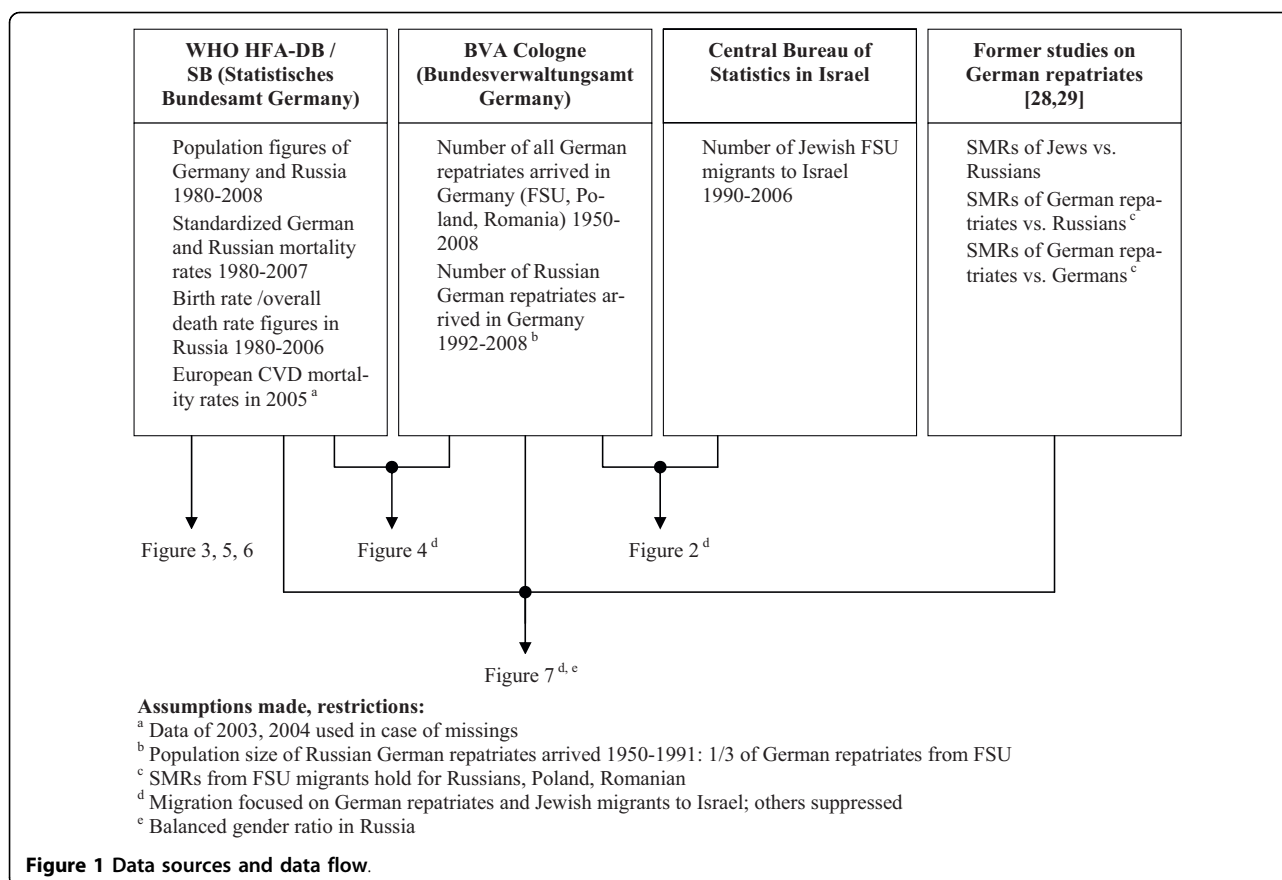 WHO HFA-DB /
SB (Statistisches
Bundesamt Germany)
Population figures of
Germany and Russia
1980-2008
Standardized German
and Russian mortality
rates 1980-2007
Birth rate /overall
death rate figures in
Russia 1980-2006
European CVD mortal-
ity rates in 2005 a
BVA Cologne
(Bundesverwaltungsamt
Germany)
Number of all German
repatriates arrived in
Germany (FSU, Po-
land, Romania) 1950-
2008
Number of Russian
German repatriates ar-
rived in Germany
1992-2008 b
Central Bureau of
Statistics in Israel
Number of Jewish FSU
migrants to Israel
1990-2006
Former studies on
German repatriates
[28,29]
SMRs of Jews vs.
Russians
SMRs of German repa-
triates vs. Russians c
SMRs of German repa-
triates vs. Germans c
Figure 3, 5, 6
Figure 4 d
Figure 2 d
Figure 7 d, e
Assumptions made, restrictions:
a Data of 2003, 2004 used in case of missings
b Population size of Russian German repatriates arrived 1950-1991: 1/3 of German repatriates from FSU
c SMRs from FSU migrants hold for Russians, Poland, Romanian
d Migration focused on German repatriates and Jewish migrants to Israel; others suppressed
e Balanced gender ratio in Russia
Figure 1 Data sources and data flow.